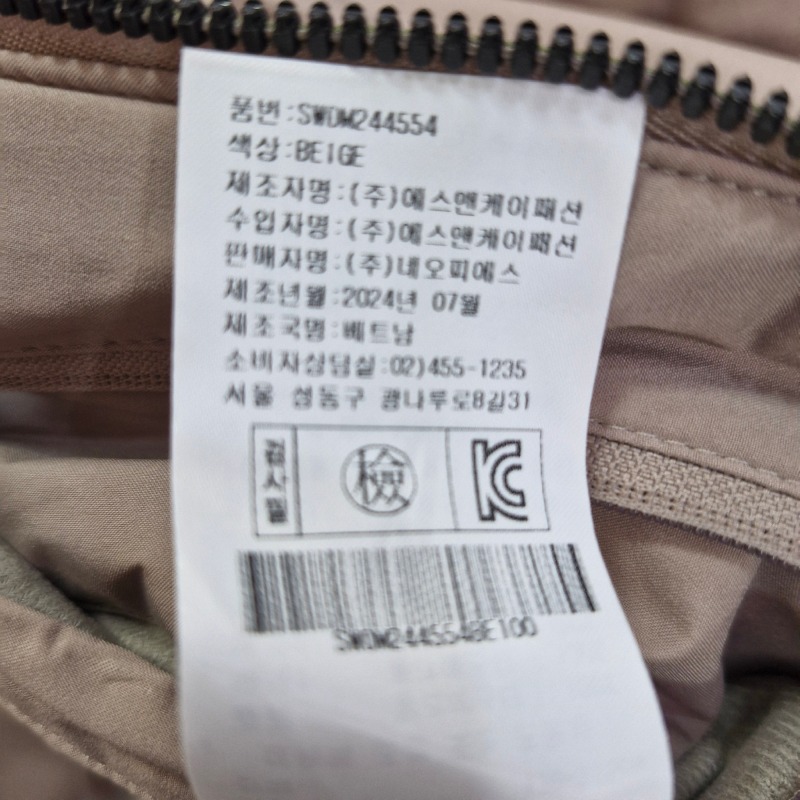 품번:SWDM244554
색상:BEIGE
제조자명:(주)에스앤케이패션
수입자명:(주)에스앤케이패션
판매자명:(주)네오피에스
제조년월:2024년 07월
제조국명:베트남
소비자상담실:02)455-1235
서울 성동구 광나루로8길31
검사필
檢
KC
SWDM244554BE100